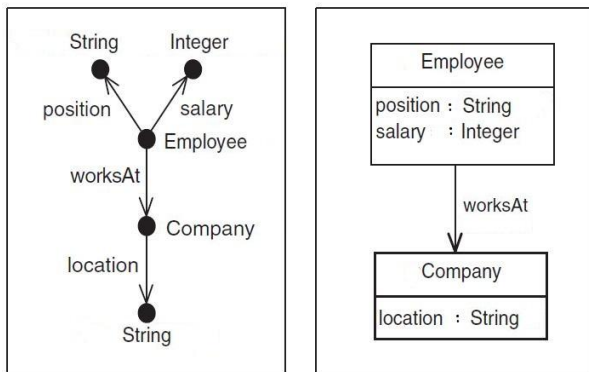 String Integer
position salary
Employee
worksAt
Company
location
String
Employee
position : String
salary : Integer
worksAt
Company
location : String